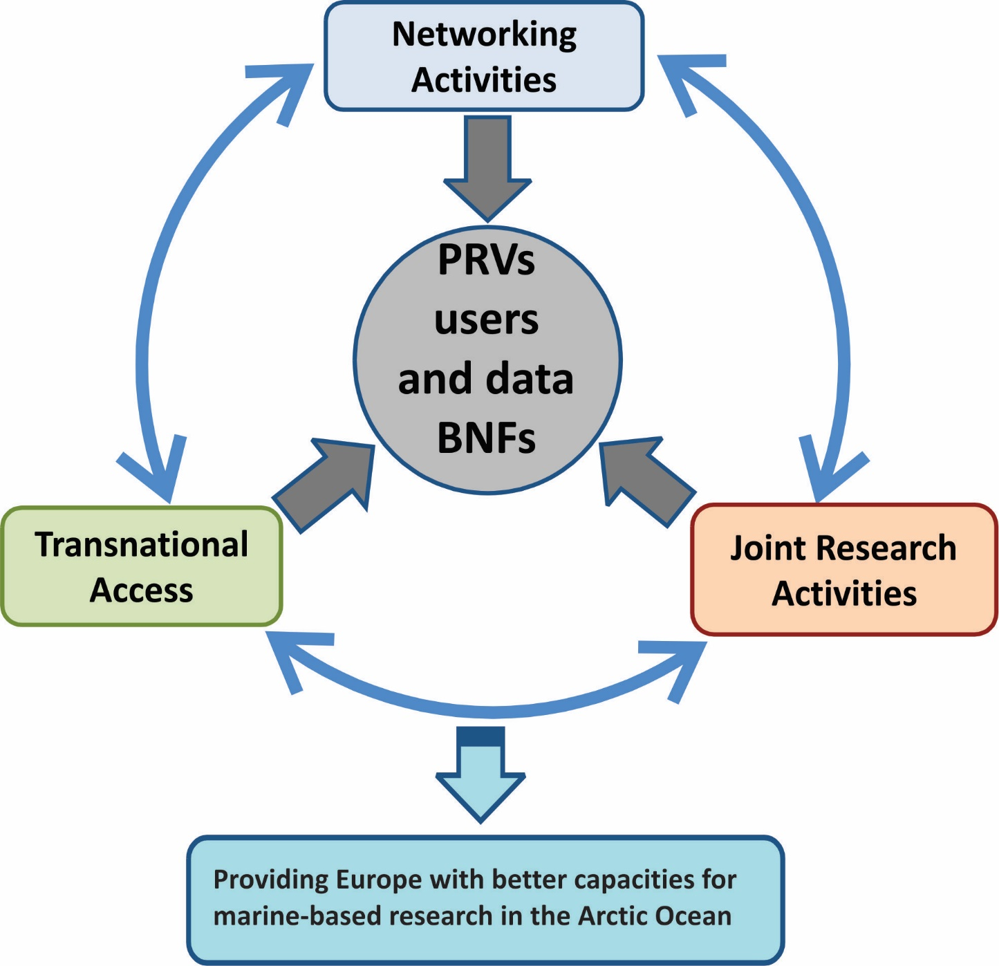 Networking
Activities
PRVs
users
and data
BNFs
Transnational
Access
Joint Research
Activities
Providing Europe with better capacities for
marine-based research in the Arctic Ocean